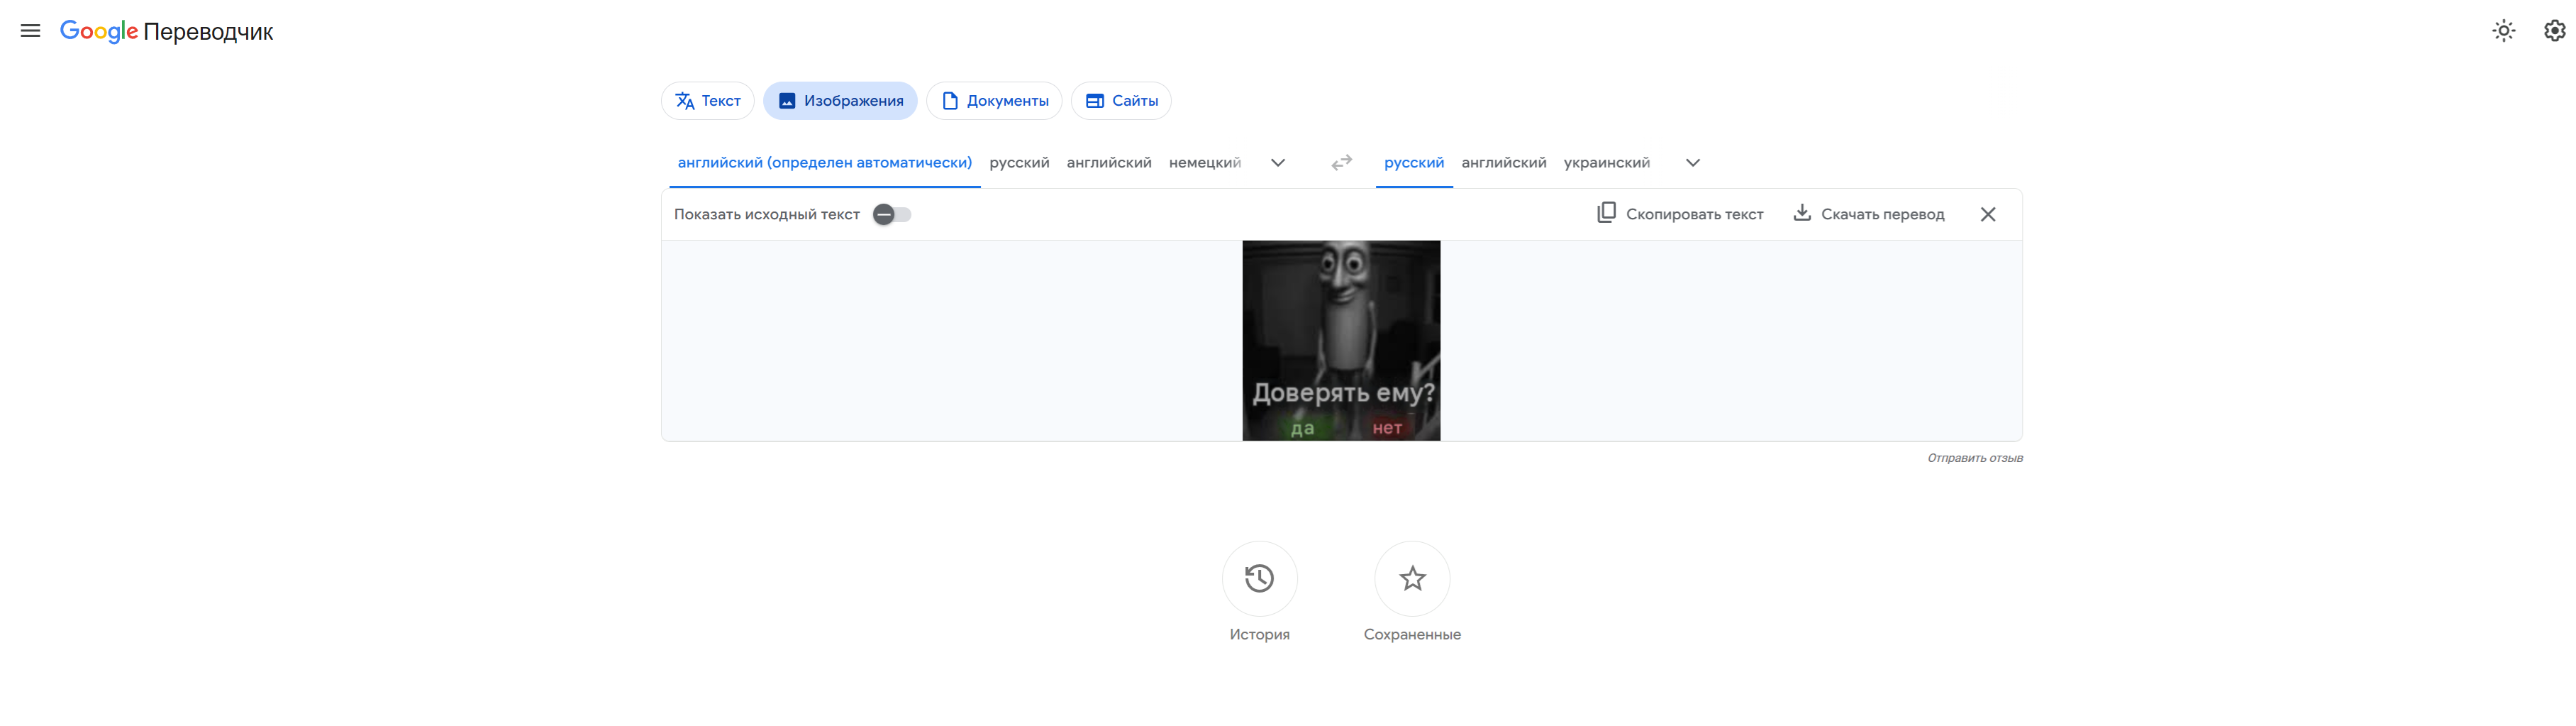 Google Переводчик
Текст
Изображения
Документы
Сайты
английский (определен автоматически)
русский
английский
немецкий
русский
английский
украинский
Показать исходный текст
Скопировать текст
Скачать перевод
Доверять ему?
да
нет
Отправить отзыв
История
Сохраненные